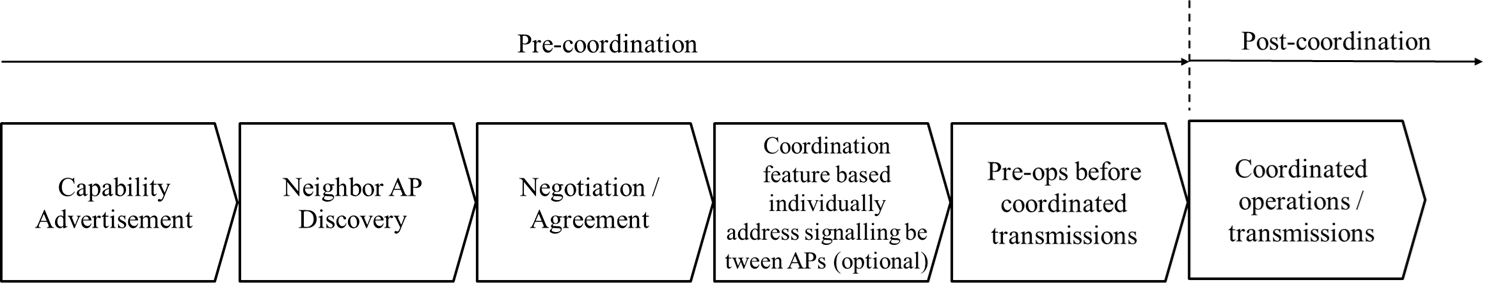 Pre-coordination
Post-coordination
Capability
Advertisement
Neighbor AP
Discovery
Negotiation /
Agreement
Coordination
feature based
individually
address signalling be
tween APs (optional)
Pre-ops before
coordinated
transmissions
Coordinated
operations /
transmissions